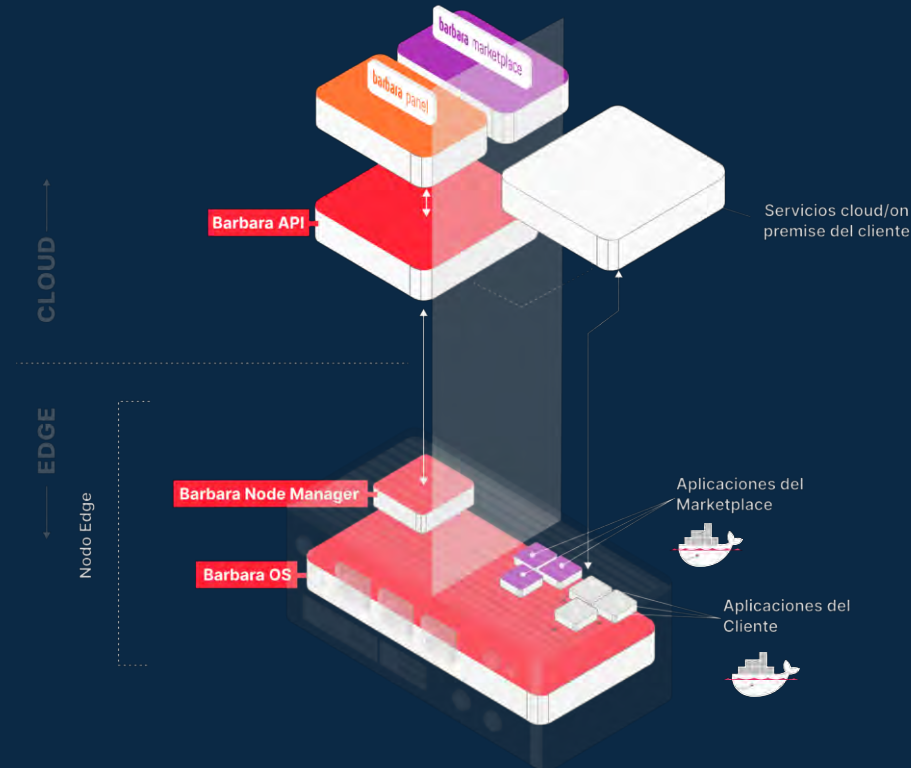 barbara marketplace
barbara panel
Barbara API
Servicios cloud/on
premise del cliente
CLOUD
EDGE
Nodo Edge
Barbara Node Manager
Aplicaciones del
Marketplace
Barbara OS
Aplicaciones del
Cliente